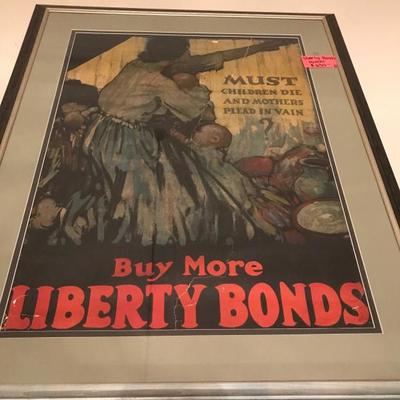 MUST
CHILDREN DIE
AND MOTHERS
PLEAD IN VAIN
?
Buy More
LIBERTY BONDS